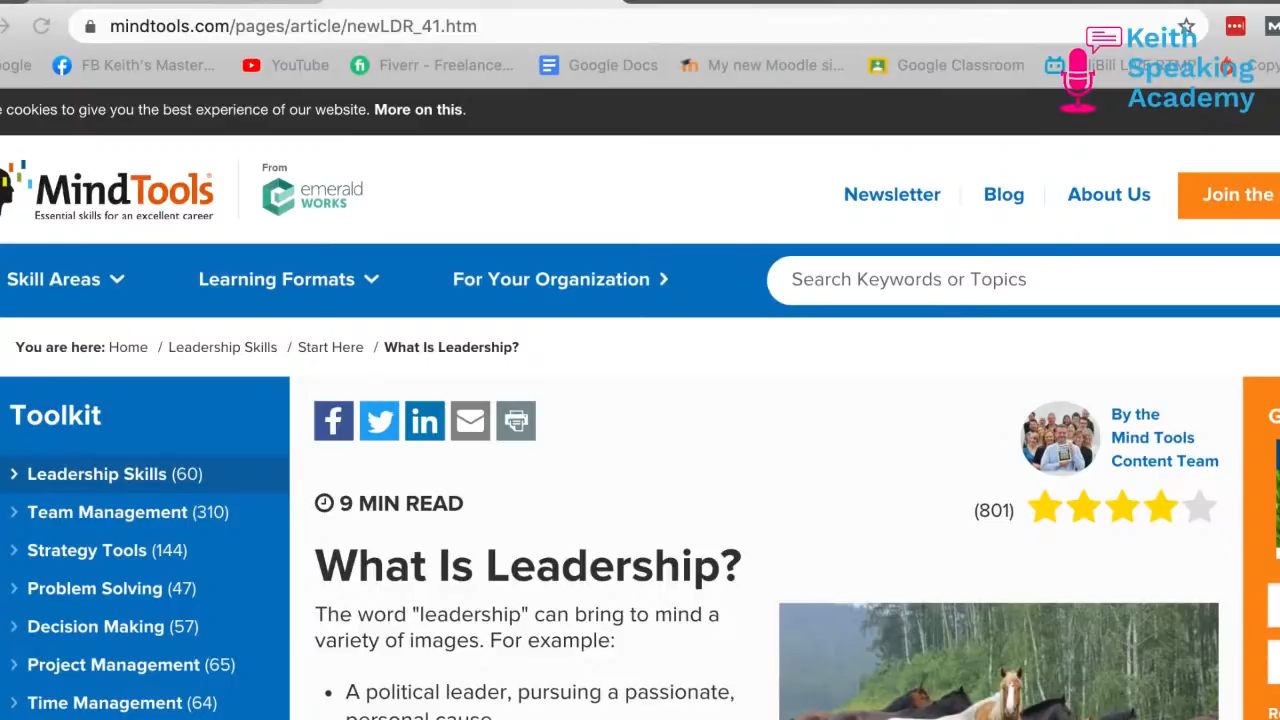 mindtools.com/pages/article/newLDR_41.htm
FB Keith's Master...
YouTube
Fiverr - Freelance...
Google Docs
My new Moodle si...
Google Classroom
Keith
Speaking
Academy
cookies to give you the best experience of our website. More on this.
MindTools
Essential skills for an excellent career
From
emerald
WORKS
Newsletter
Blog
About Us
Join the
Skill Areas
Learning Formats
For Your Organization
Search Keywords or Topics
You are here: Home / Leadership Skills / Start Here / What Is Leadership?
Toolkit
Leadership Skills (60)
Team Management (310)
Strategy Tools (144)
Problem Solving (47)
Decision Making (57)
Project Management (65)
Time Management (64)
By the
Mind Tools
Content Team
9 MIN READ
(801)
What Is Leadership?
The word "leadership" can bring to mind a
variety of images. For example:
• A political leader, pursuing a passionate,
personal cause.